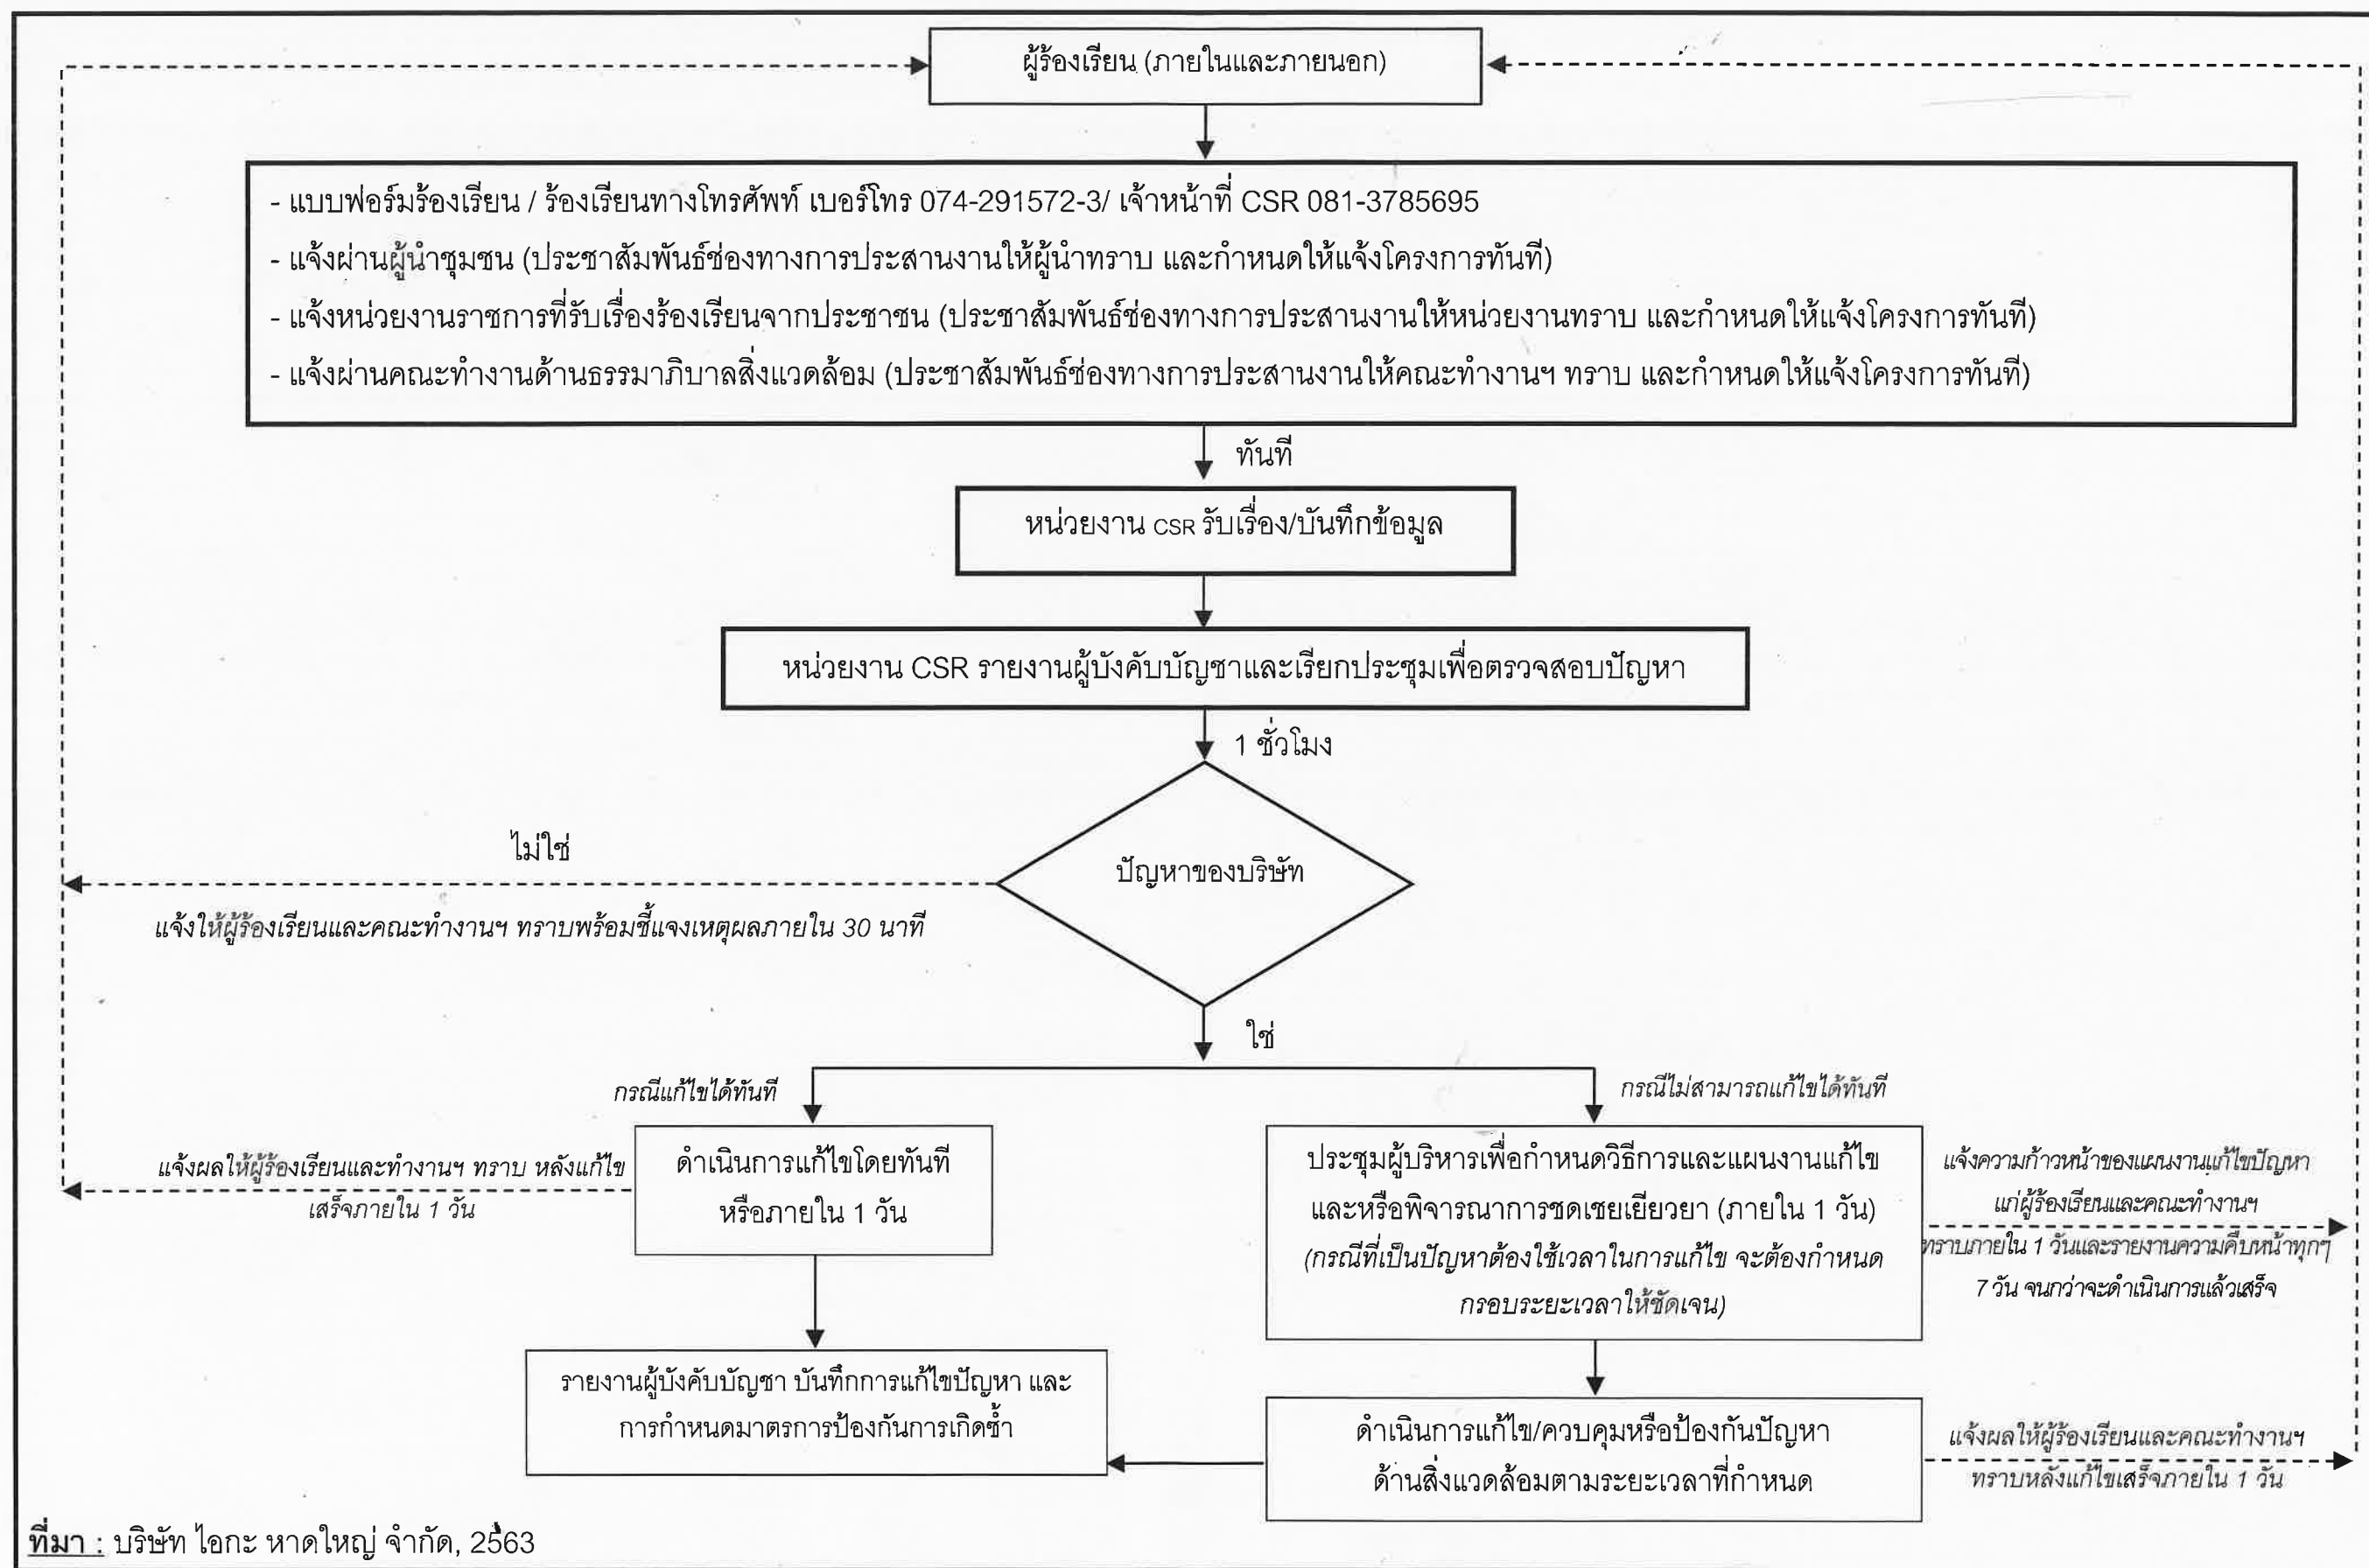 ผู้ร้องเรียน (ภายในและภายนอก)
- แบบฟอร์มร้องเรียน / ร้องเรียนทางโทรศัพท์ เบอร์โทร 074-291572-3/ เจ้าหน้าที่ CSR 081-3785695
- แจ้งผ่านผู้นำชุมชน (ประชาสัมพันธ์ช่องทางการประสานงานให้ผู้นำทราบ และกำหนดให้แจ้งโครงการทันที)
- แจ้งหน่วยงานราชการที่รับเรื่องร้องเรียนจากประชาชน (ประชาสัมพันธ์ช่องทางการประสานงานให้หน่วยงานทราบ และกำหนดให้แจ้งโครงการทันที)
- แจ้งผ่านคณะทำงานด้านธรรมาภิบาลสิ่งแวดล้อม (ประชาสัมพันธ์ช่องทางการประสานงานให้คณะทำงานฯ ทราบ และกำหนดให้แจ้งโครงการทันที)
ทันที
หน่วยงาน CSR รับเรื่อง/บันทึกข้อมูล
หน่วยงาน CSR รายงานผู้บังคับบัญชาและเรียกประชุมเพื่อตรวจสอบปัญหา
1 ชั่วโมง
ปัญหาของบริษัท
ไม่ใช่
แจ้งให้ผู้ร้องเรียนและคณะทำงานฯ ทราบพร้อมชี้แจงเหตุผลภายใน 30 นาที
ใช่
กรณีแก้ไขได้ทันที
กรณีไม่สามารถแก้ไขได้ทันที
แจ้งผลให้ผู้ร้องเรียนและทำงานฯ ทราบ หลังแก้ไข
เสร็จภายใน 1 วัน
ดำเนินการแก้ไขโดยทันที
หรือภายใน 1 วัน
ประชุมผู้บริหารเพื่อกำหนดวิธีการและแผนงานแก้ไข
และหรือพิจารณาการชดเชยเยียวยา (ภายใน 1 วัน)
(กรณีที่เป็นปัญหาต้องใช้เวลาในการแก้ไข จะต้องกำหนด
กรอบระยะเวลาให้ชัดเจน)
แจ้งความก้าวหน้าของแผนงานแก้ไขปัญหา
แก่ผู้ร้องเรียนและคณะทำงานฯ
ทราบภายใน 1 วันและรายงานความคืบหน้าทุกๆ
7 วัน จนกว่าจะดำเนินการแล้วเสร็จ
รายงานผู้บังคับบัญชา บันทึกการแก้ไขปัญหา และ
การกำหนดมาตรการป้องกันการเกิดซ้ำ
ดำเนินการแก้ไข/ควบคุมหรือป้องกันปัญหา
ด้านสิ่งแวดล้อมตามระยะเวลาที่กำหนด
แจ้งผลให้ผู้ร้องเรียนและคณะทำงานฯ
ทราบหลังแก้ไขเสร็จภายใน 1 วัน
ที่มา : บริษัท ไอกะ หาดใหญ่ จำกัด, 2563